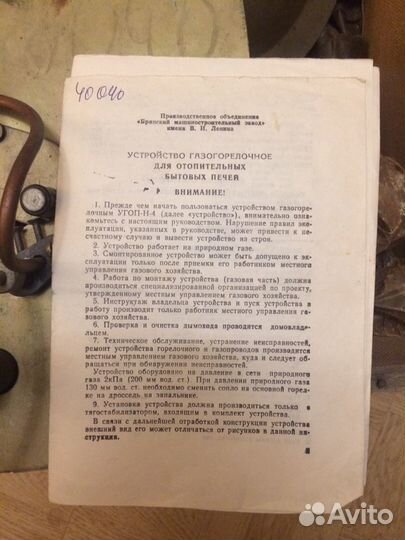 40040
Производственное объединения
«Брянский машиностроительный завод»
имени В. И. Ленина
УСТРОЙСТВО ГАЗОГОРЕЛОЧНОЕ
ДЛЯ ОТОПИТЕЛЬНЫХ
БЫТОВЫХ ПЕЧЕЙ
ВНИМАНИЕ!
1. Прежде чем начать пользоваться устройством газогоре-
лочным УГОП-Н-4 (далее «устройство»), внимательно озна-
комьтесь с настоящим руководством. Нарушение правил экс-
плуатации, указанных в руководстве, может привести к не-
счастному случаю и вывести устройство из строя.
2. Устройство работает на природном газе.
3. Смонтированное устройство может быть допущено к
эксплуатации только после приемки его работником местного
управления газового хозяйства.
4. Работа по монтажу устройства (газовая часть) должна
производиться специализированной организацией по проекту,
утвержденному местным управлением газового хозяйства.
5. Инструктаж владельца устройства и пуск устройства в
работу производит только работник местного управления га-
зового хозяйства.
6. Проверка и очистка дымохода проводятся домовладель-
цем.
7. Техническое обслуживание, устранение неисправностей,
ремонт устройства горелочного и газопроводов производится
местным управлением газового хозяйства, куда и следует об-
ращаться при обнаружении неисправностей.
Устройство оборудовано на давление в сети природного
газа 2кПа (200 мм вод. ст.). При давлении природного газа
130 мм вод. ст. необходимо сменить сопло на основной горел-
ке на дроссель на запальнике.
9. Установка устройства должна производиться только с
тягостабилизатором, входящем в комплект устройства.
В связи с дальнейшей отработкой конструкции устройства
внешний вид его может отличаться от рисунков в данной ин-
струкции.
Avito